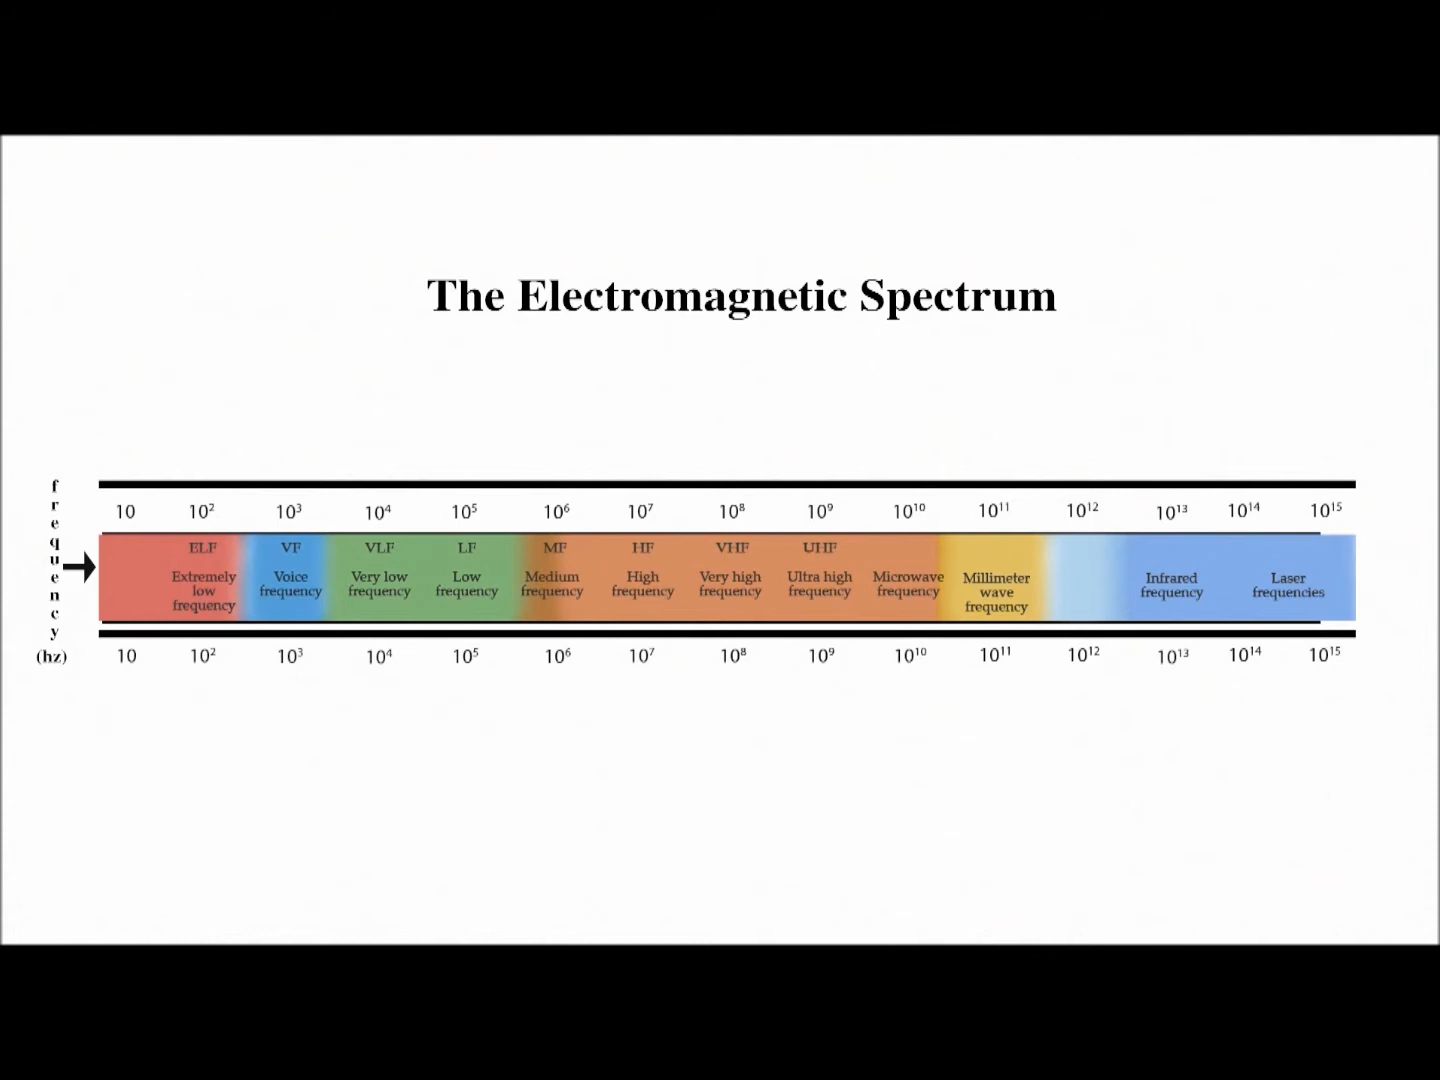 The Electromagnetic Spectrum
frequency
(hz)
10 10² 10³ 10⁴ 10⁵ 10⁶ 10⁷ 10⁸ 10⁹ 10¹⁰ 10¹¹ 10¹² 10¹³ 10¹⁴ 10¹⁵
ELF VF VLF LF MF HF VHF UHF
Extremely low frequency
Voice frequency
Very low frequency
Low frequency
Medium frequency
High frequency
Very high frequency
Ultra high frequency
Microwave frequency
Millimeter wave frequency
Infrared frequency
Laser frequencies
10 10² 10³ 10⁴ 10⁵ 10⁶ 10⁷ 10⁸ 10⁹ 10¹⁰ 10¹¹ 10¹² 10¹³ 10¹⁴ 10¹⁵